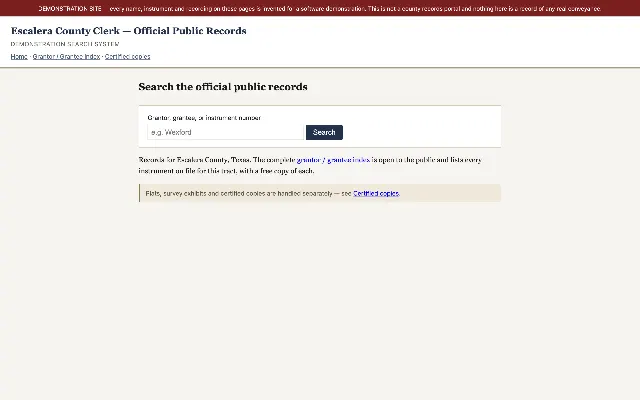 DEMONSTRATION SITE — every name, instrument and recording on these pages is invented for a software demonstration. This is not a county records portal and nothing here is a record of any real conveyance.
Escalera County Clerk — Official Public Records
DEMONSTRATION SEARCH SYSTEM
Home · Grantor / Grantee Index · Certified copies
Search the official public records
Grantor, grantee, or instrument number
e.g. Wexford
Search
Records for Escalera County, Texas. The complete grantor / grantee index is open to the public and lists every
instrument on file for this tract, with a free copy of each.
Plats, survey exhibits and certified copies are handled separately — see Certified copies.